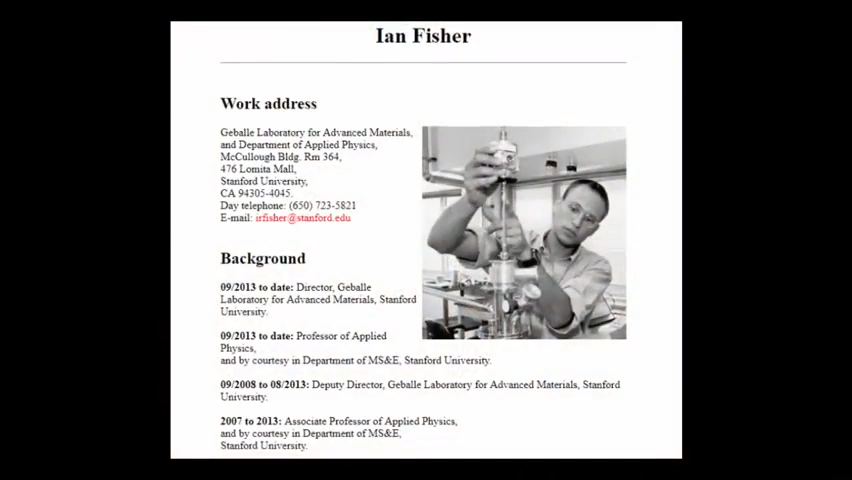 Ian Fisher
Work address
Geballe Laboratory for Advanced Materials,
and Department of Applied Physics,
McCullough Bldg. Rm 364,
476 Lomita Mall,
Stanford University,
CA 94305-4045.
Day telephone: (650) 723-5821
E-mail: irfisher@stanford.edu
Background
09/2013 to date: Director, Geballe
Laboratory for Advanced Materials, Stanford
University.
09/2013 to date: Professor of Applied
Physics,
and by courtesy in Department of MS&E, Stanford University.
09/2008 to 08/2013: Deputy Director, Geballe Laboratory for Advanced Materials, Stanford
University.
2007 to 2013: Associate Professor of Applied Physics,
and by courtesy in Department of MS&E,
Stanford University.